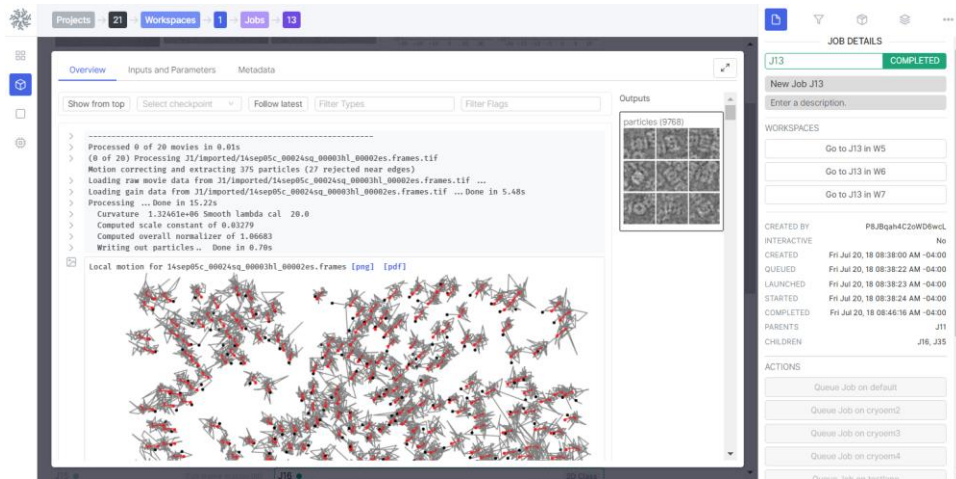 Projects → 21 → Workspaces → 1 → Jobs → 13
Overview Inputs and Parameters Metadata
Show from top Select checkpoint Follow latest Filter Types Filter Flags
----------------------------------------------------------------
Processed 0 of 20 movies in 0.01s
(0 of 20) Processing J1/imported/14sep05c_00024sq_00003hl_00002es.frames.tif
Motion correcting and extracting 375 particles (27 rejected near edges)
Loading raw movie data from J1/imported/14sep05c_00024sq_00003hl_00002es.frames.tif ...
Loading gain data from J1/imported/14sep05c_00024sq_00003hl_00002es.frames.tif ...Done in 5.48s
Processing ...Done in 15.22s
Curvature 1.32461e+06 Smooth lambda cal 20.0
Computed scale constant of 0.03279
Computed overall normalizer of 1.06683
Writing out particles.. Done in 0.70s
Local motion for 14sep05c_00024sq_00003hl_00002es.frames [png] [pdf]
Outputs
particles (9768)
J15
J16
JOB DETAILS
J13 COMPLETED
New Job J13
Enter a description.
WORKSPACES
Go to J13 in W5
Go to J13 in W6
Go to J13 in W7
CREATED BY P8JBqah4C2oWD6wcL
INTERACTIVE No
CREATED Fri Jul 20, 18 08:38:00 AM -04:00
QUEUED Fri Jul 20, 18 08:38:22 AM -04:00
LAUNCHED Fri Jul 20, 18 08:38:23 AM -04:00
STARTED Fri Jul 20, 18 08:38:24 AM -04:00
COMPLETED Fri Jul 20, 18 08:46:16 AM -04:00
PARENTS J11
CHILDREN J16, J35
ACTIONS
Queue Job on default
Queue Job on cryoem2
Queue Job on cryoem3
Queue Job on cryoem4